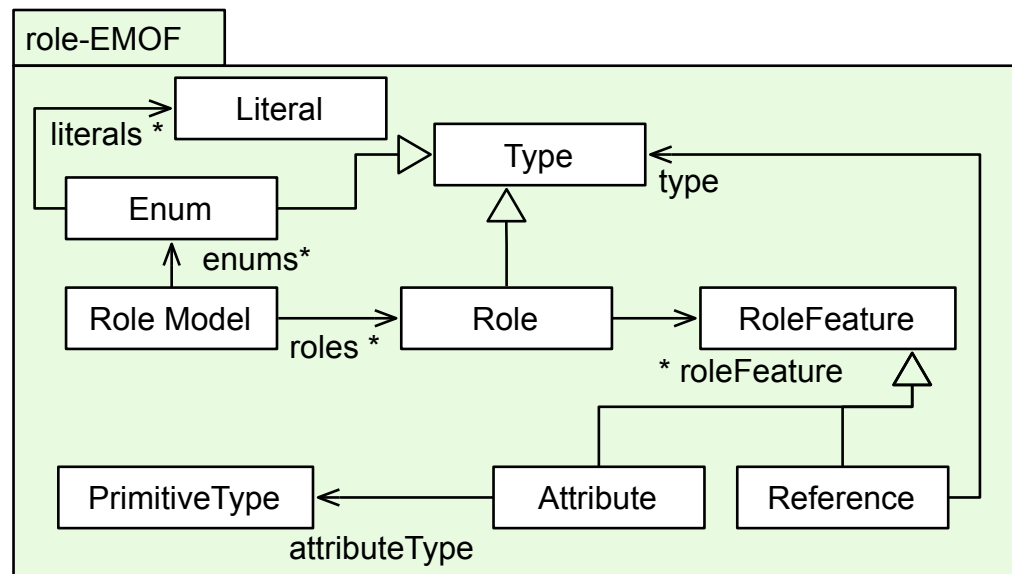 role-EMOF
Literal
literals *
Type
type
Enum
enums*
Role Model
roles *
Role
RoleFeature
* roleFeature
PrimitiveType
Attribute
Reference
attributeType